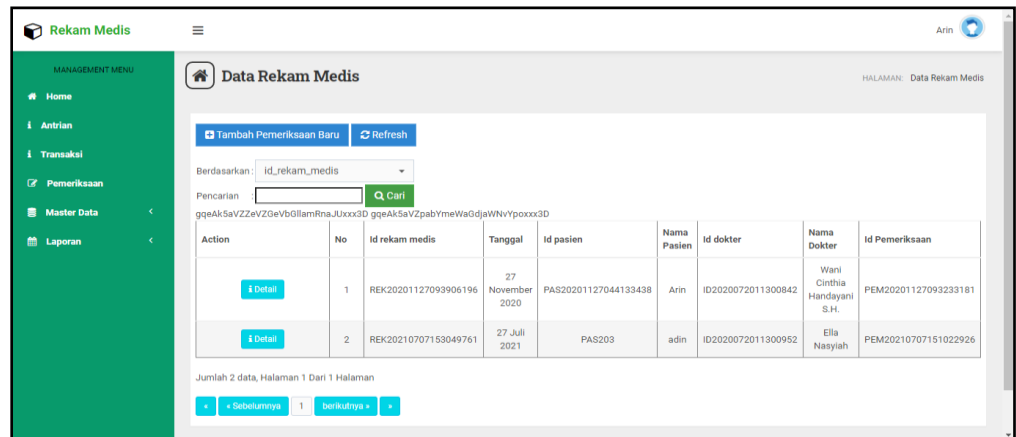 Rekam Medis
Arin
MANAGEMENT MENU
Home
Antrian
Transaksi
Pemeriksaan
Master Data
Laporan
Data Rekam Medis
HALAMAN: Data Rekam Medis
Tambah Pemeriksaan Baru Refresh
Berdasarkan : id_rekam_medis
Pencarian : Cari
gqeAk5aVZZeVZGeVbGllamRnaJUxxx3D gqeAk5aVZpabYmeWaGdjaWNvYpoxxx3D
Action No Id rekam medis Tanggal Id pasien Nama Pasien Id dokter Nama Dokter Id Pemeriksaan
Detail 1 REK20201127093906196 27 November 2020 PAS20201127044133438 Arin ID2020072011300842 Wani Cinthia Handayani S.H. PEM20201127093233181
Detail 2 REK20210707153049761 27 Juli 2021 PAS203 adin ID2020072011300952 Ella Nasyiah PEM20210707151022926
Jumlah 2 data, Halaman 1 Dari 1 Halaman
« « Sebelumnya 1 berikutnya » »